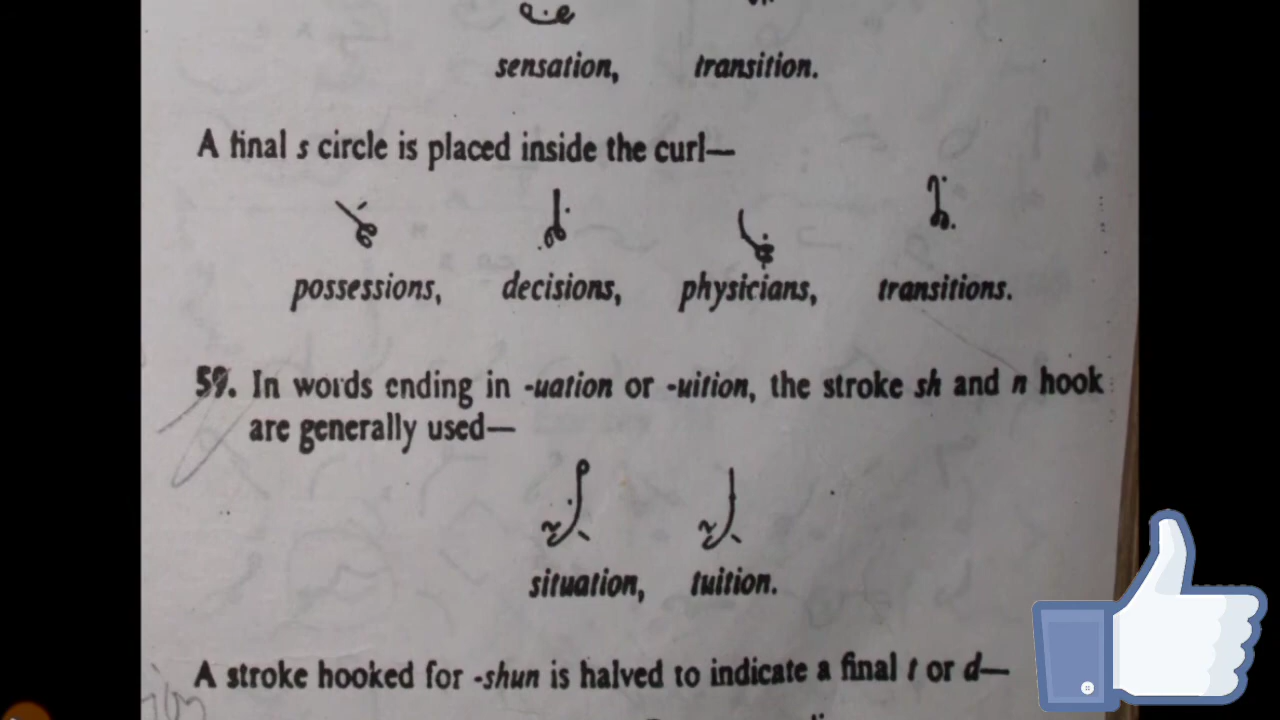 sensation, transition.
A final s circle is placed inside the curl—
possessions, decisions, physicians, transitions.
59. In words ending in -uation or -uition, the stroke sh and n hook
are generally used—
situation, tuition.
A stroke hooked for -shun is halved to indicate a final t or d—